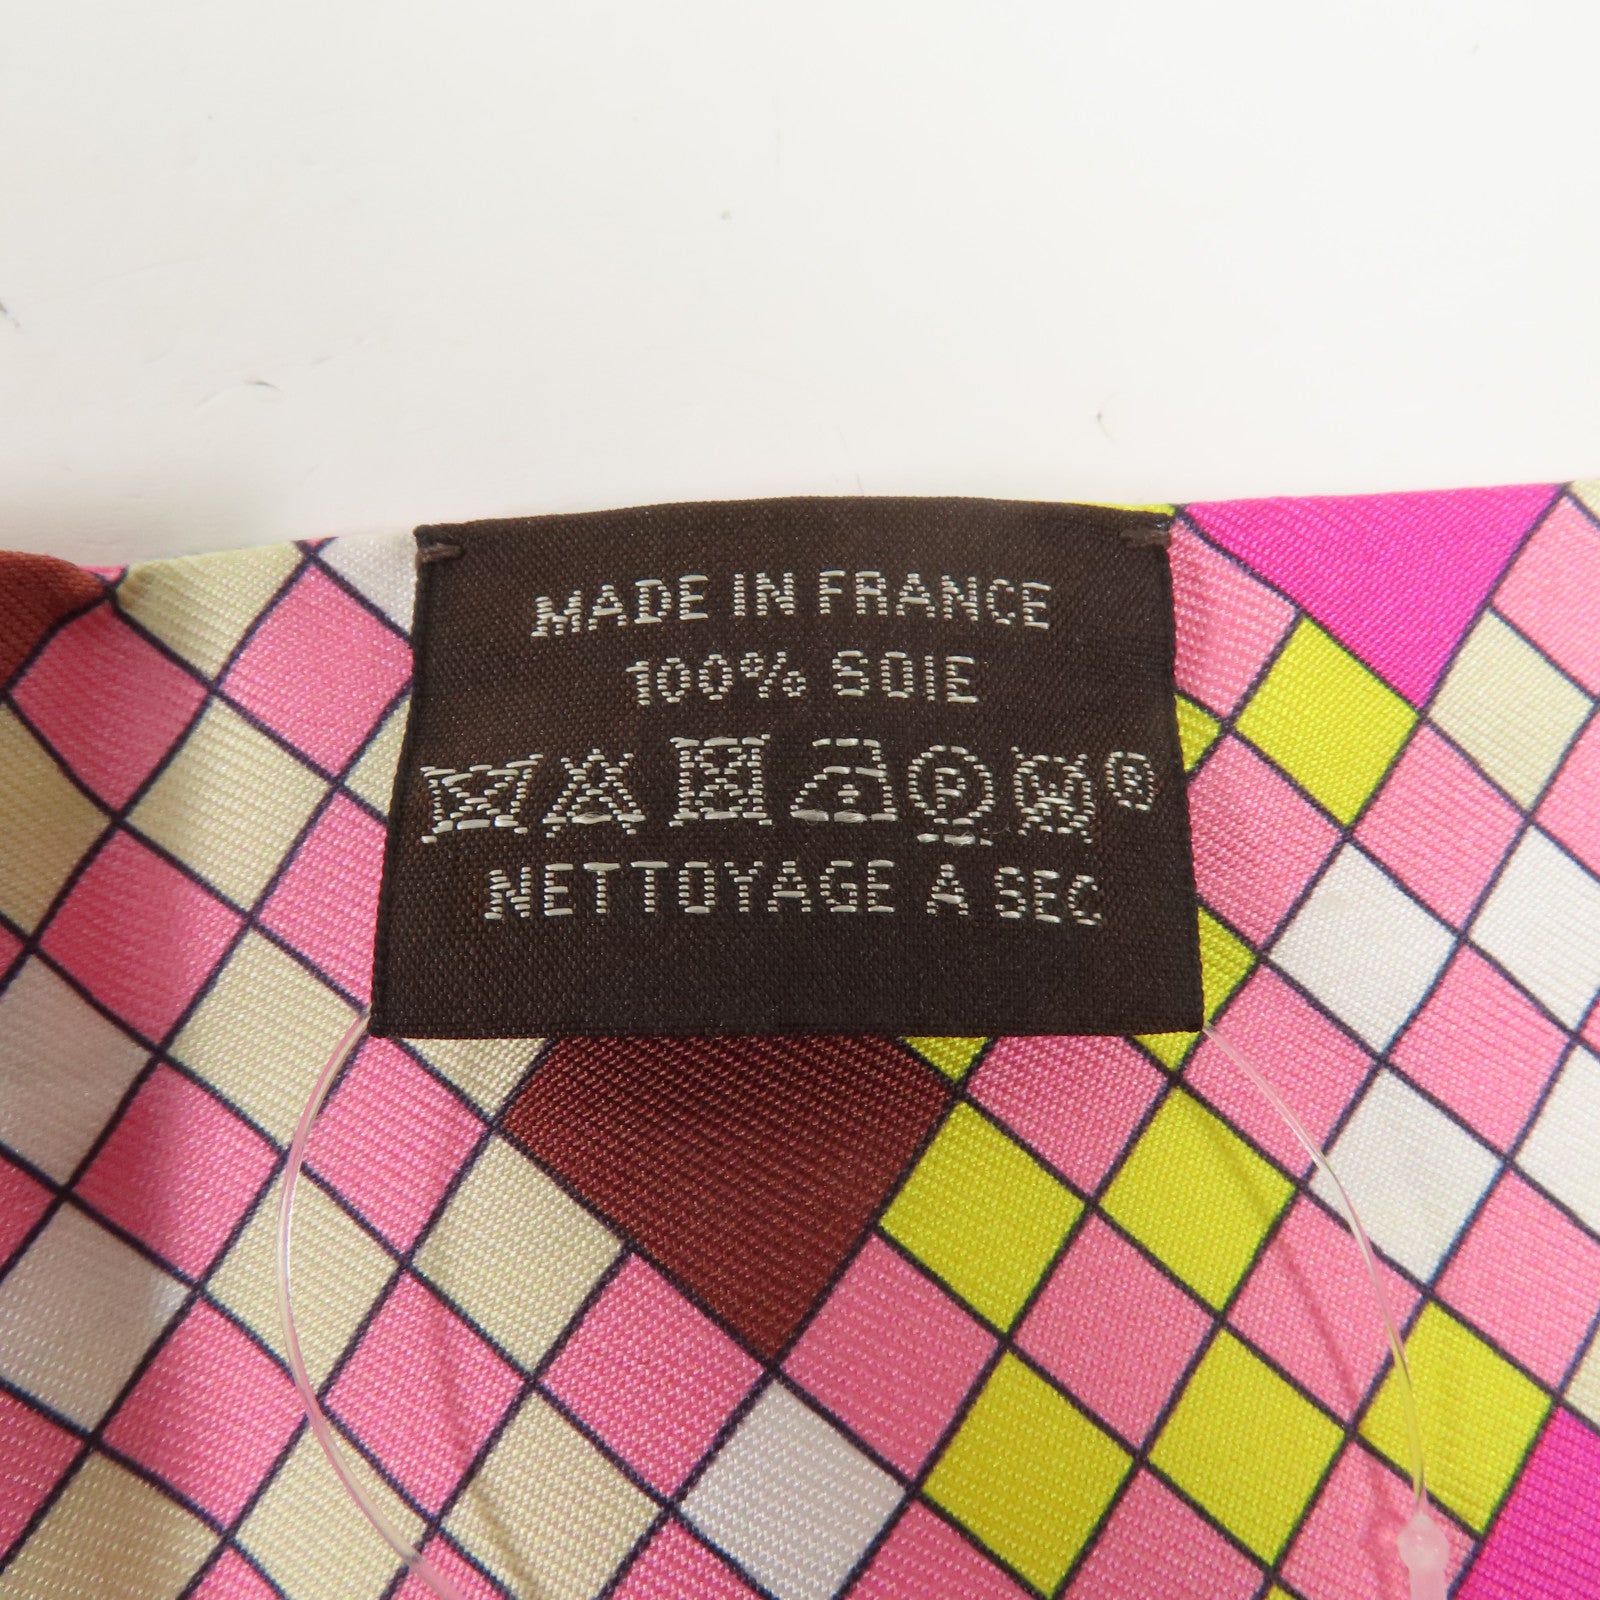 MADE IN FRANCE
100% SOIE
P ®
NETTOYAGE A SEC